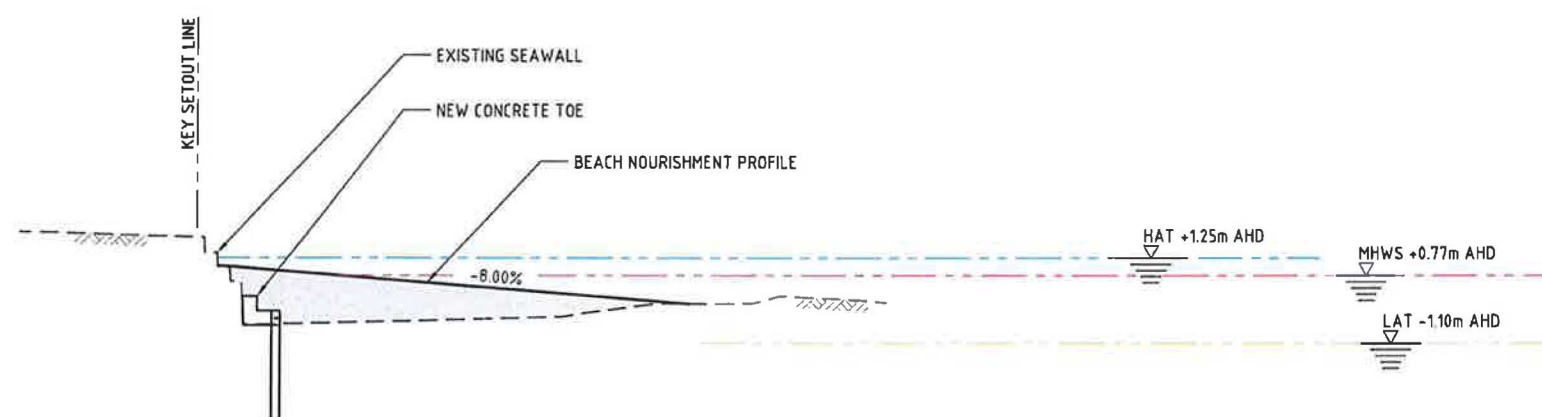 KEY SETOUT LINE
EXISTING SEAWALL
NEW CONCRETE TOE
BEACH NOURISHMENT PROFILE
HAT +1.25m AHD
MHWS +0.77m AHD
-8.00%
LAT -1.10m AHD